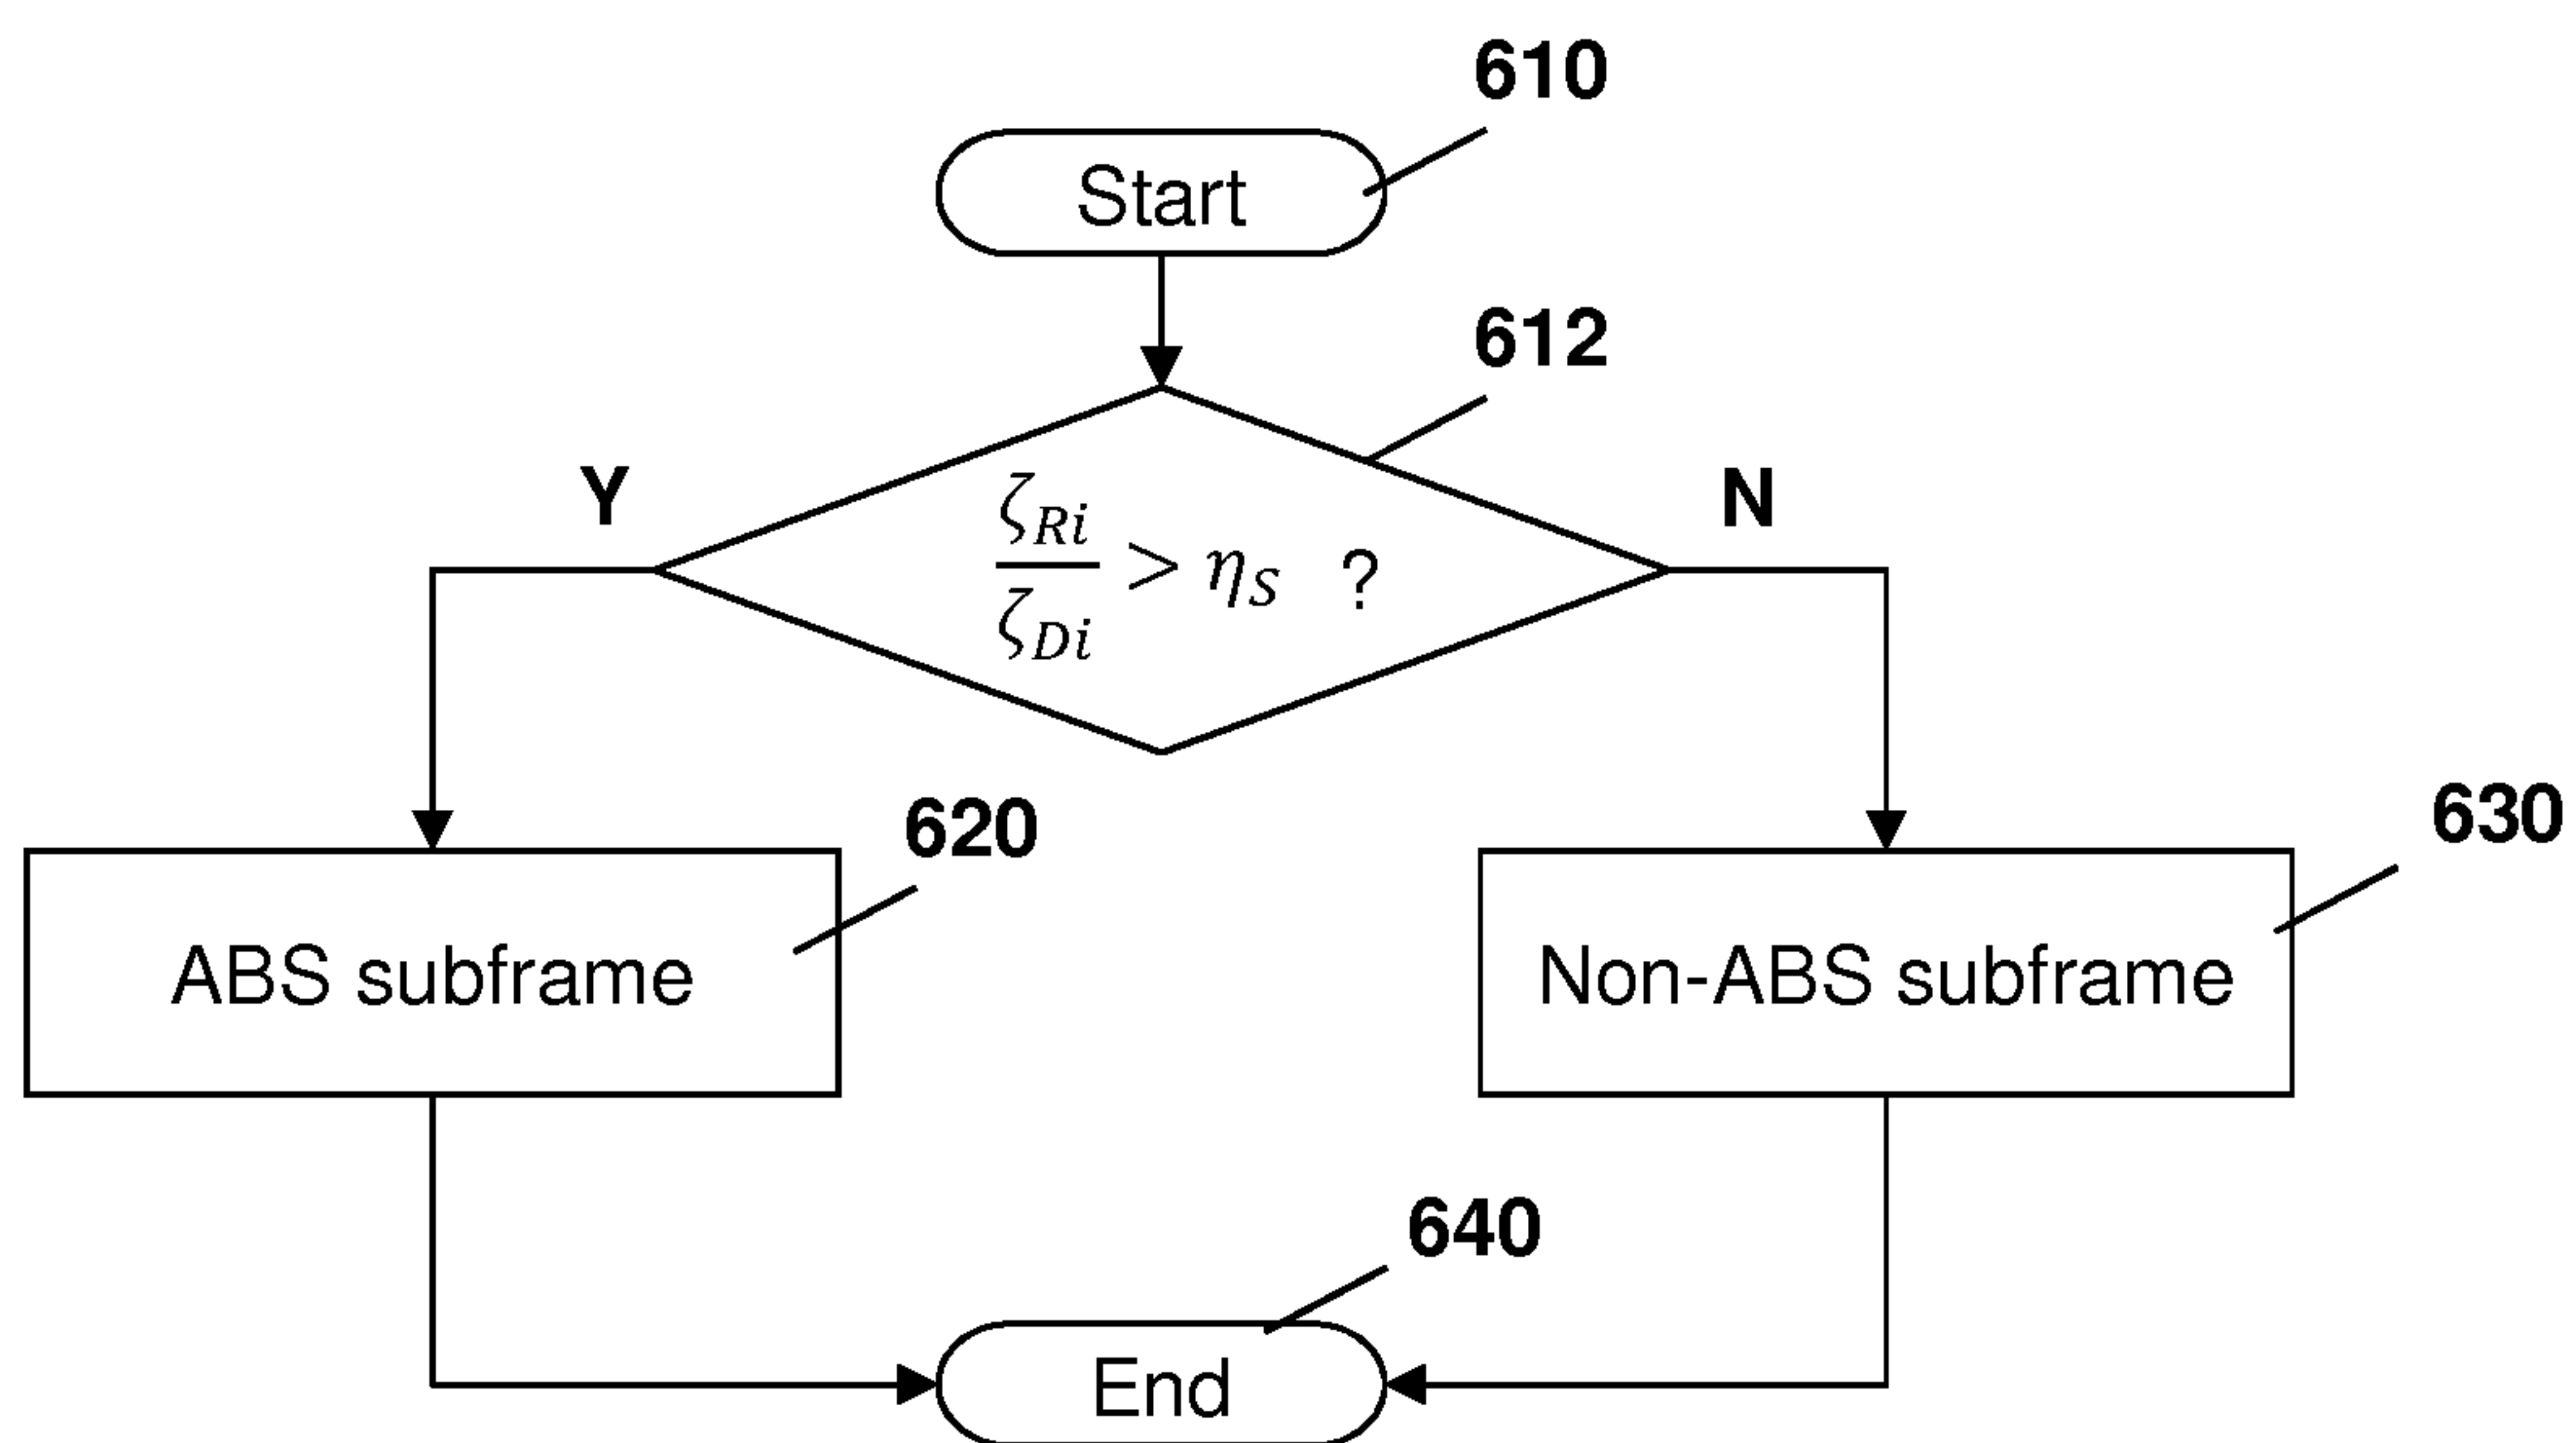 610
Start
612
Y
N
ζRi
ζDi
> ηS ?
620
630
ABS subframe
Non-ABS subframe
640
End